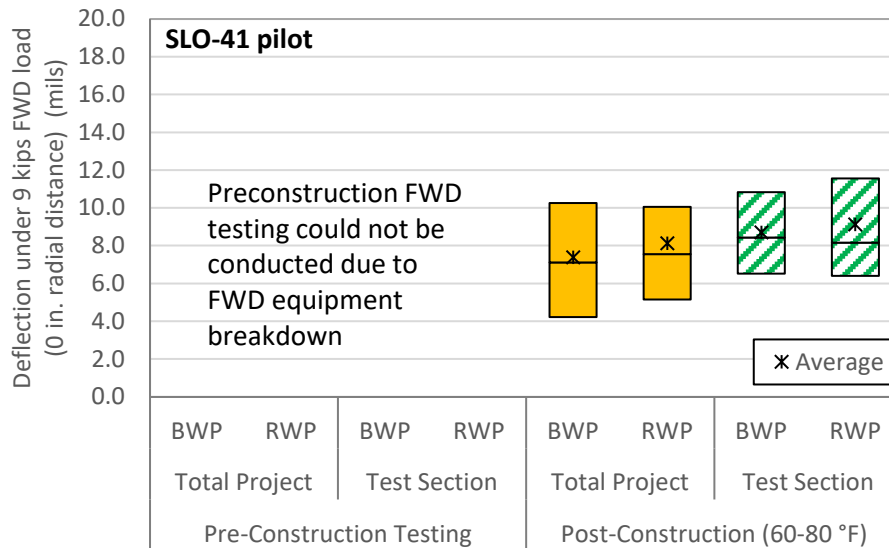 Deflection under 9 kips FWD load
(0 in. radial distance)  (mils)
20.0
18.0
16.0
14.0
12.0
10.0
8.0
6.0
4.0
2.0
0.0
SLO-41 pilot
Preconstruction FWD
testing could not be
conducted due to
FWD equipment
breakdown
Average
BWP RWP BWP RWP BWP RWP BWP RWP
Total Project Test Section Total Project Test Section
Pre-Construction Testing Post-Construction (60-80 °F)